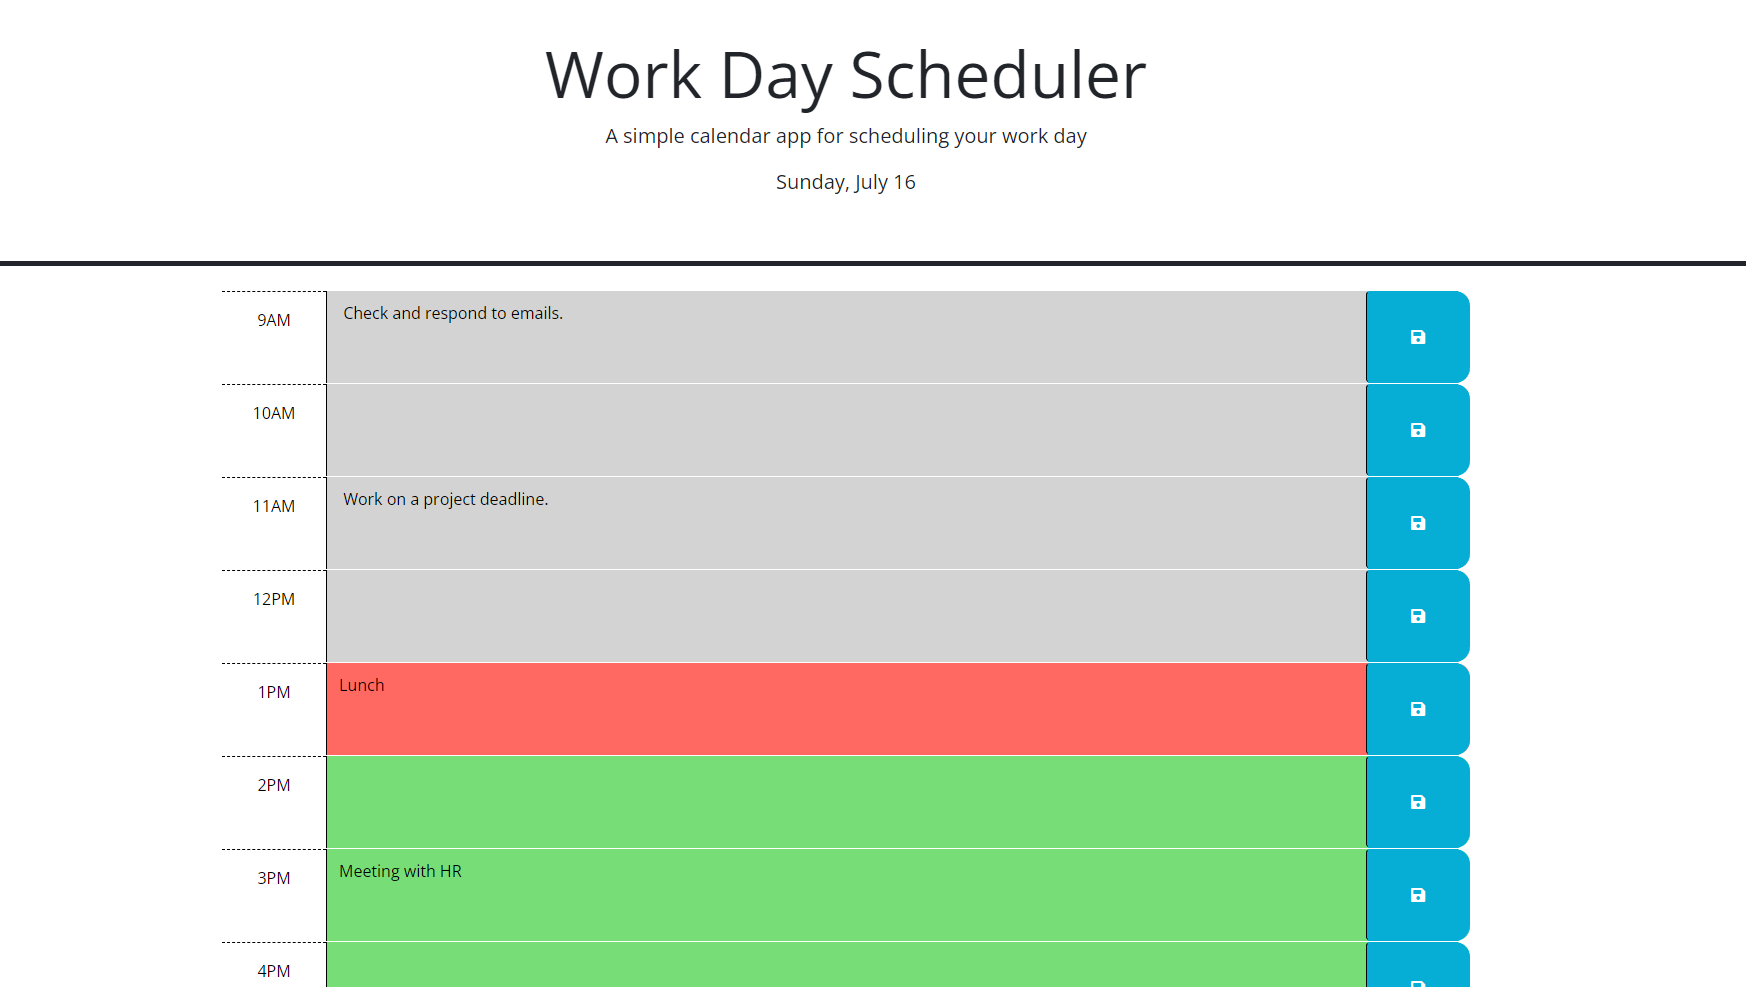 Work Day Scheduler
A simple calendar app for scheduling your work day
Sunday, July 16
9AM
Check and respond to emails.
10AM
11AM
Work on a project deadline.
12PM
1PM
Lunch
2PM
3PM
Meeting with HR
4PM